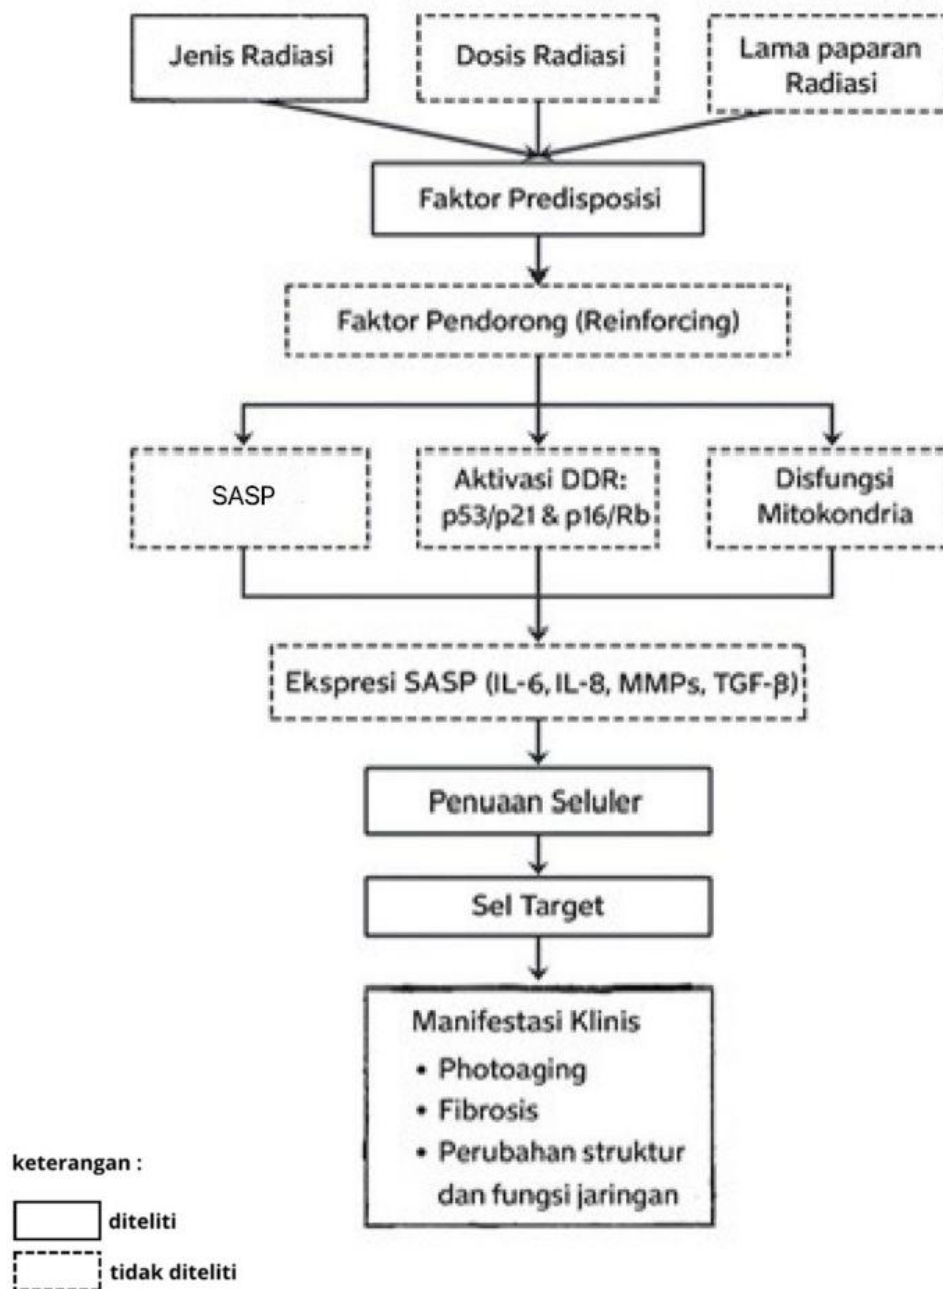 Jenis Radiasi
Dosis Radiasi
Lama paparan
Radiasi
Faktor Predisposisi
Faktor Pendorong (Reinforcing)
SASP
Aktivasi DDR:
p53/p21 & p16/Rb
Disfungsi
Mitokondria
Ekspresi SASP (IL-6, IL-8, MMPs, TGF-β)
Penuaan Seluler
Sel Target
Manifestasi Klinis
• Photoaging
• Fibrosis
• Perubahan struktur
dan fungsi jaringan
keterangan :
diteliti
tidak diteliti